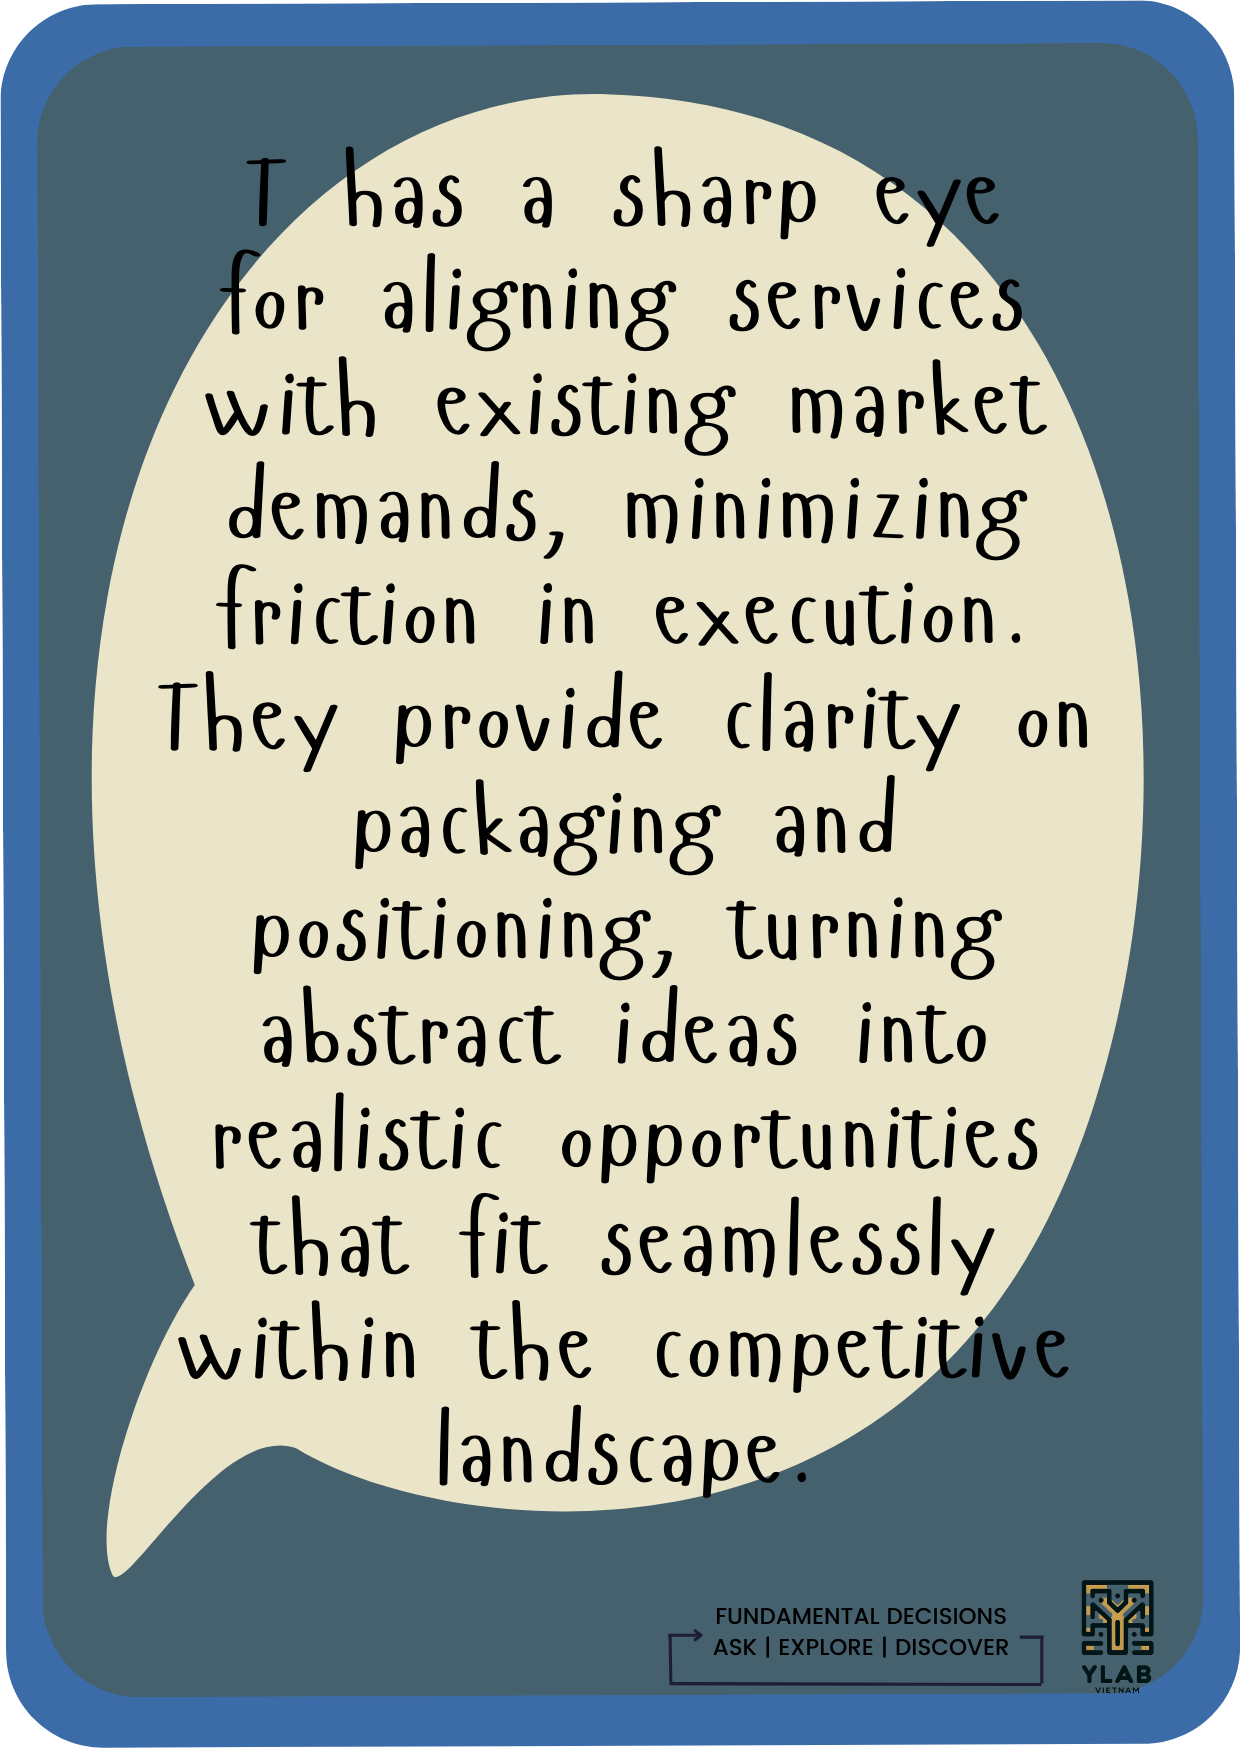 T has a sharp eye
for aligning services
with existing market
demands, minimizing
friction in execution.
They provide clarity on
packaging and
positioning, turning
abstract ideas into
realistic opportunities
that fit seamlessly
within the competitive
landscape.
FUNDAMENTAL DECISIONS
ASK | EXPLORE | DISCOVER
YLAB
VIETNAM